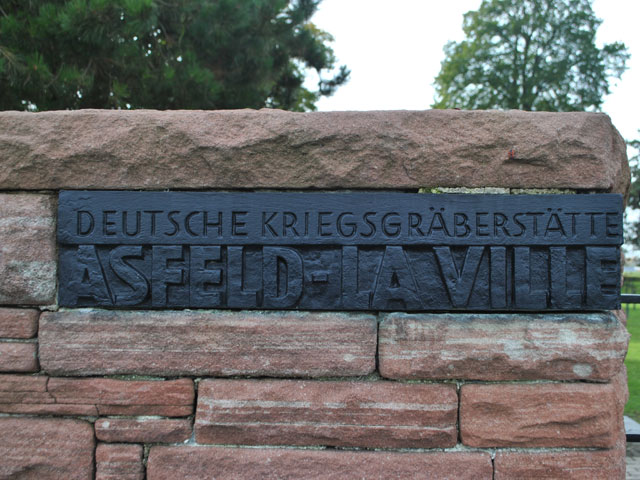 DEUTSCHE KRIEGSGRÄBERSTÄTTE
ASFELD-LA VILLE